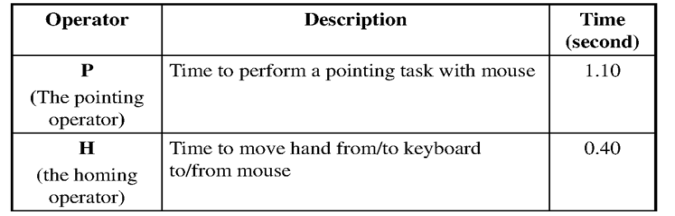 Operator Description Time
(second)
P Time to perform a pointing task with mouse 1.10
(The pointing
operator)
H Time to move hand from/to keyboard 0.40
(the homing to/from mouse
operator)